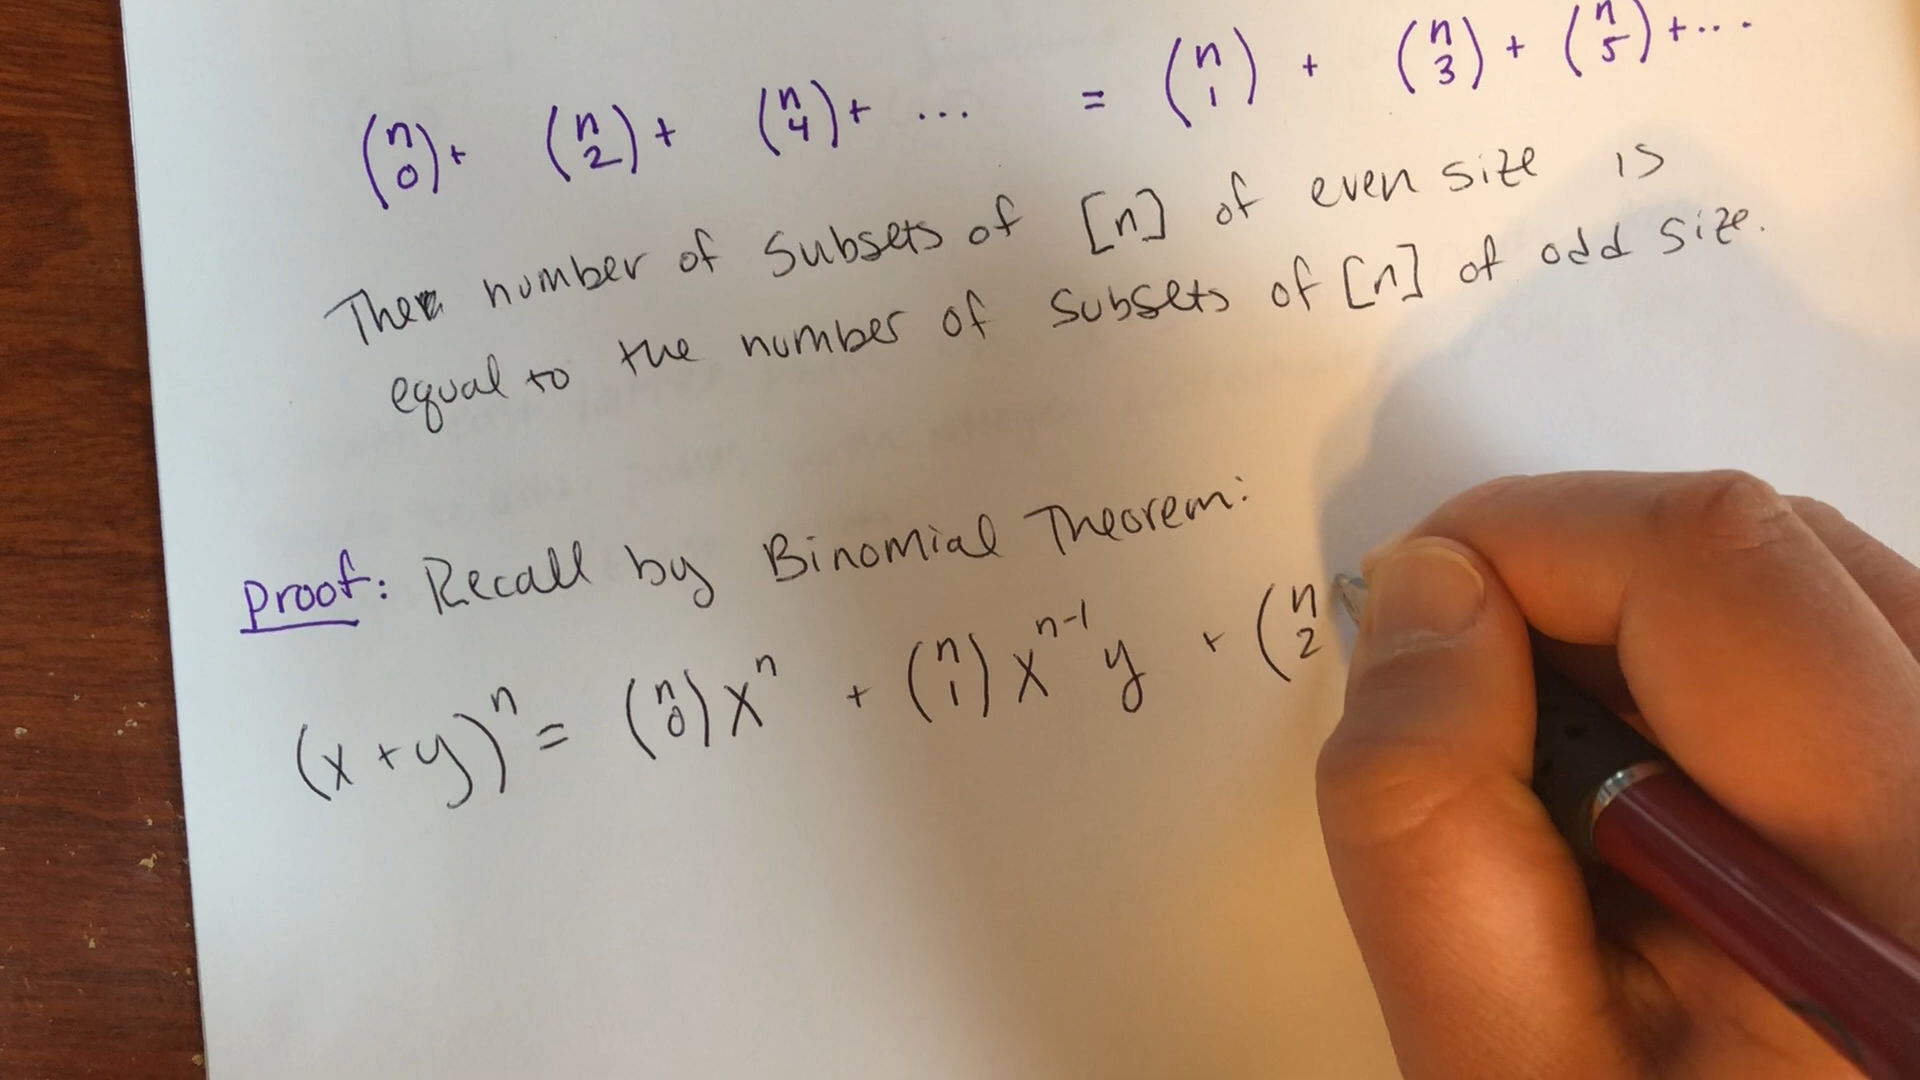 (n 0) + (n 2) + (n 4) + ... = (n 1) + (n 3) + (n 5) + ...
The number of subsets of [n] of even size is
equal to the number of subsets of [n] of odd size.
Proof: Recall by Binomial Theorem:
(x + y)^n = (n 0) x^n + (n 1) x^(n-1) y + (n 2